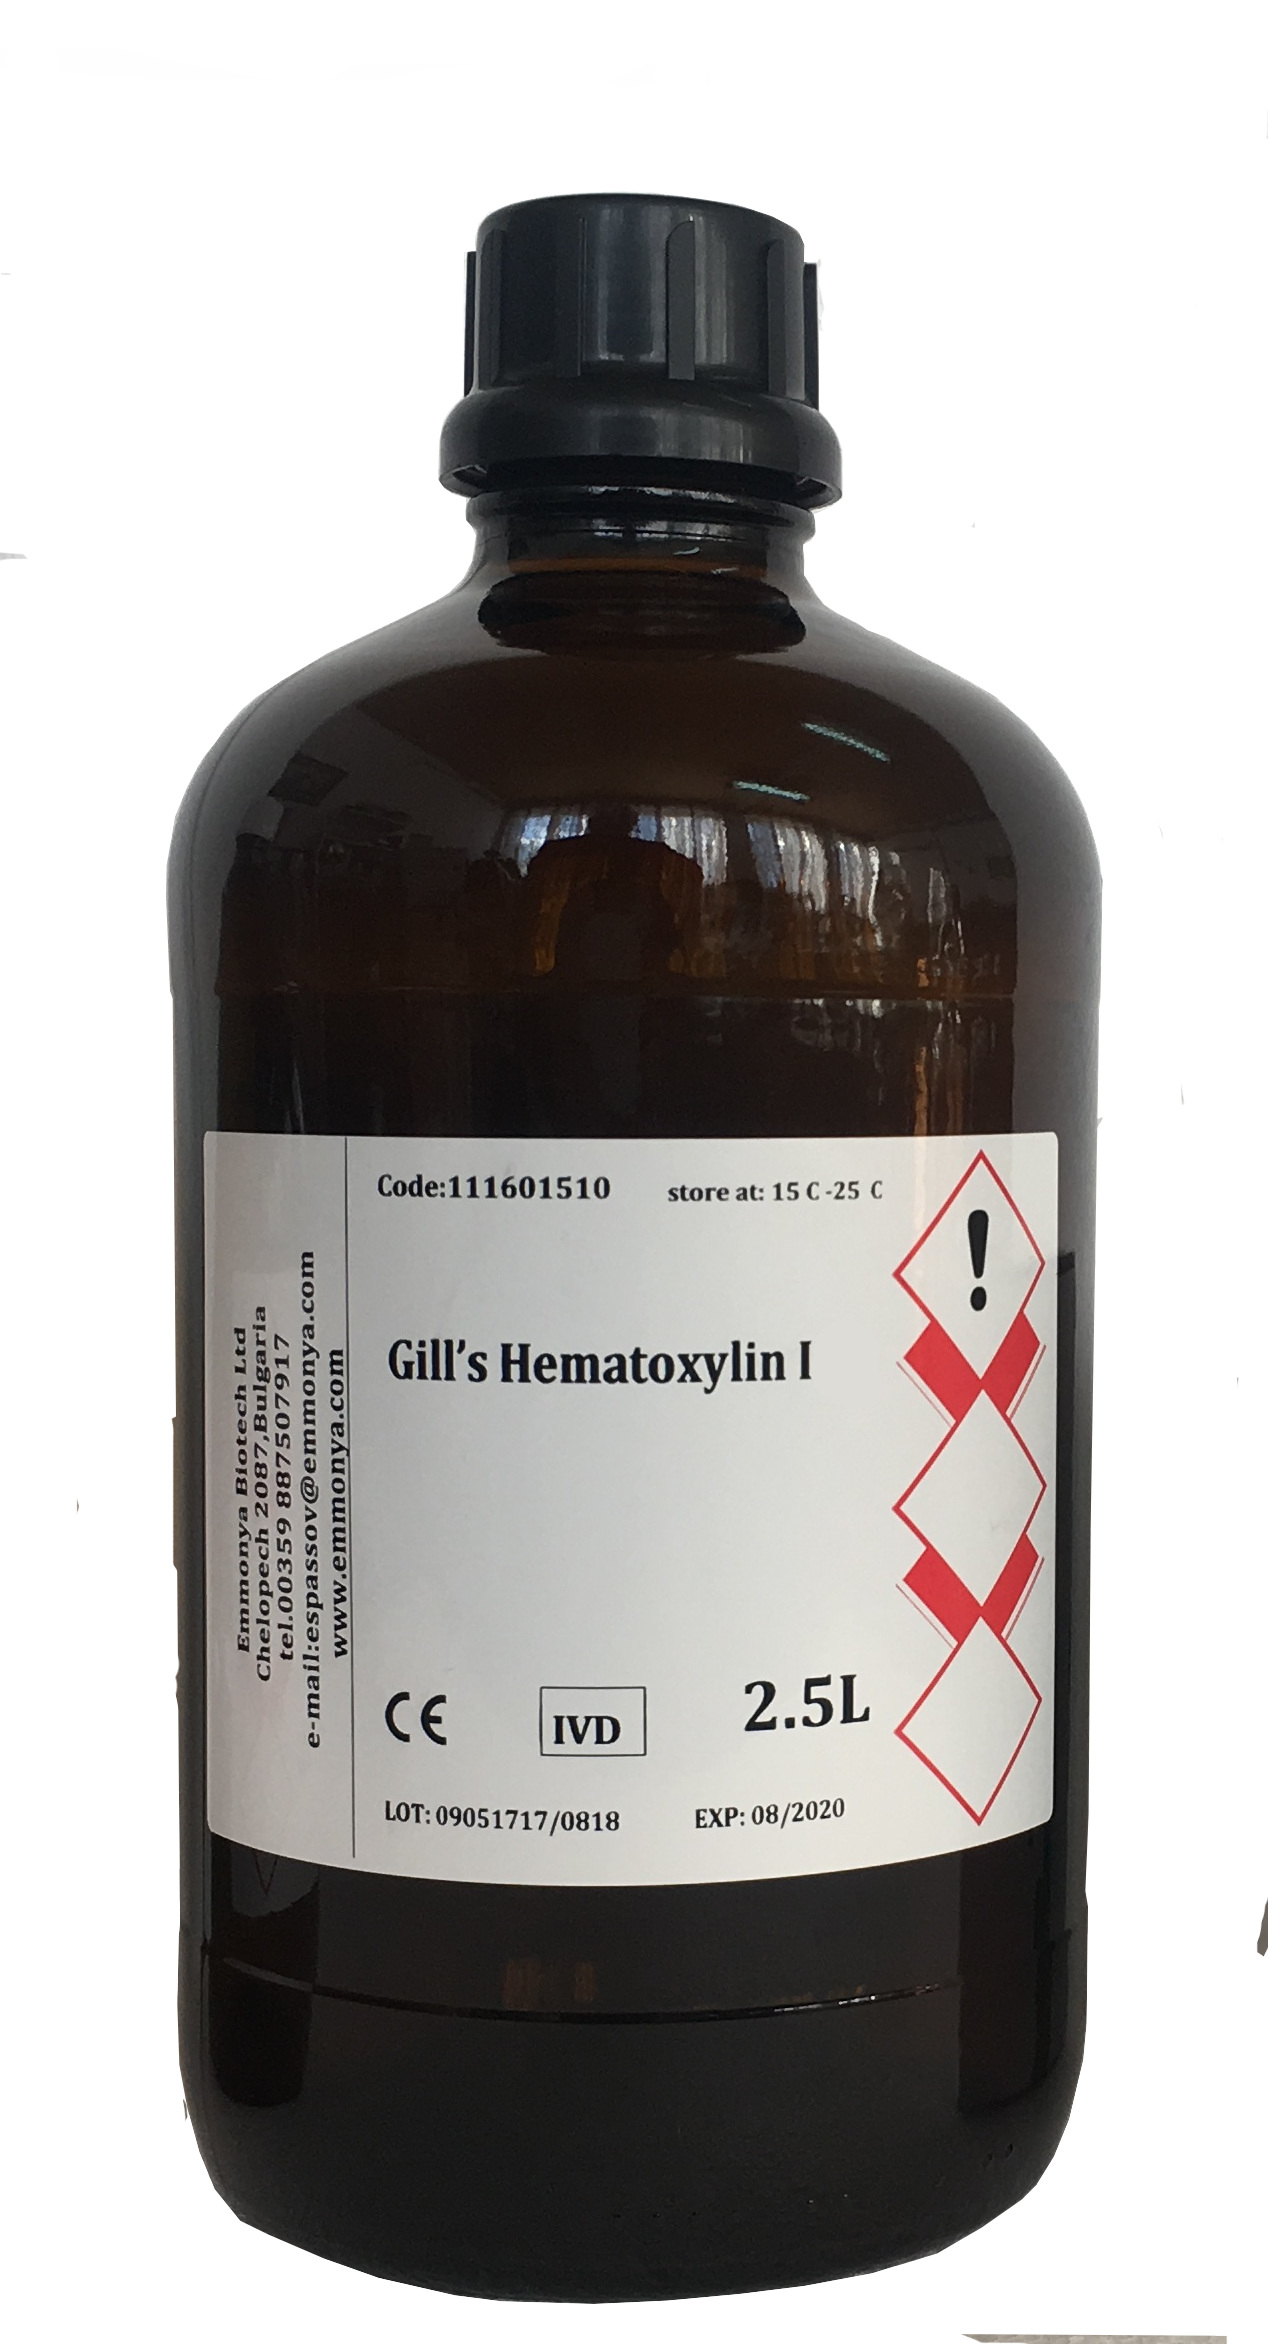 Code:111601510
store at: 15 C -25 C
!
Gill's Hematoxylin I
CE
IVD
2.5L
LOT: 09051717/0818
EXP: 08/2020
Emmonya Biotech Ltd
Chelopech 2087,Bulgaria
tel.00359 887507917
e-mail:espassov@emmonya.com
www.emmonya.com